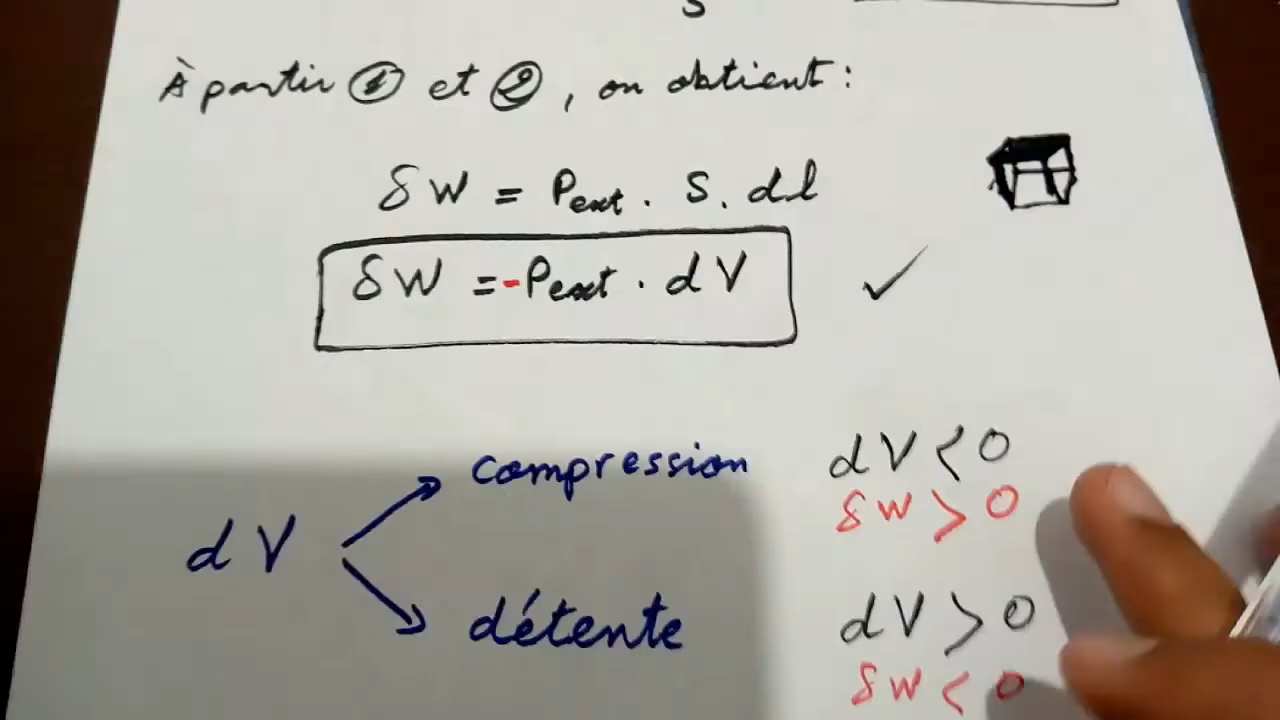 S
À partir ① et ②, on obtient :
δW = Pext . S. dl
δW = -Pext . dV
compression dV < 0
δW > 0
dV
détente dV > 0
δW < 0